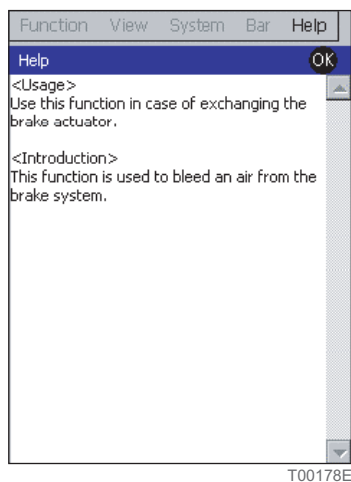 Function View System Bar Help
Help OK
<Usage>
Use this function in case of exchanging the
brake actuator.
<Introduction>
This function is used to bleed an air from the
brake system.
T00178E